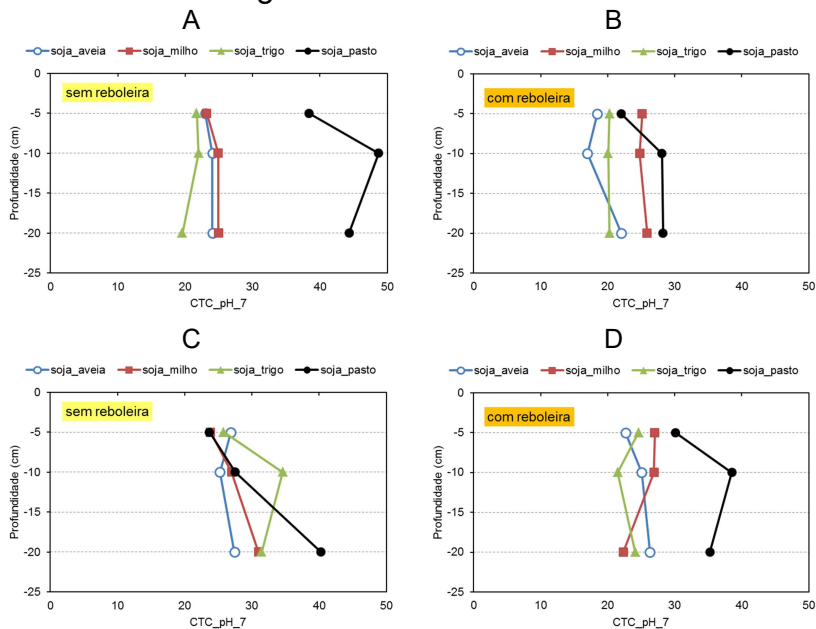 A
soja_aveia soja_milho soja_trigo soja_pasto
0
sem reboleira
-5
-10
-15
-20
-25
Profundidade (cm)
0 10 20 30 40 50
CTC_pH_7
B
soja_aveia soja_milho soja_trigo soja_pasto
0
com reboleira
-5
-10
-15
-20
-25
Profundidade (cm)
0 10 20 30 40 50
CTC_pH_7
C
soja_aveia soja_milho soja_trigo soja_pasto
0
sem reboleira
-5
-10
-15
-20
-25
Profundidade (cm)
0 10 20 30 40 50
CTC_pH_7
D
soja_aveia soja_milho soja_trigo soja_pasto
0
com reboleira
-5
-10
-15
-20
-25
Profundidade (cm)
0 10 20 30 40 50
CTC_pH_7